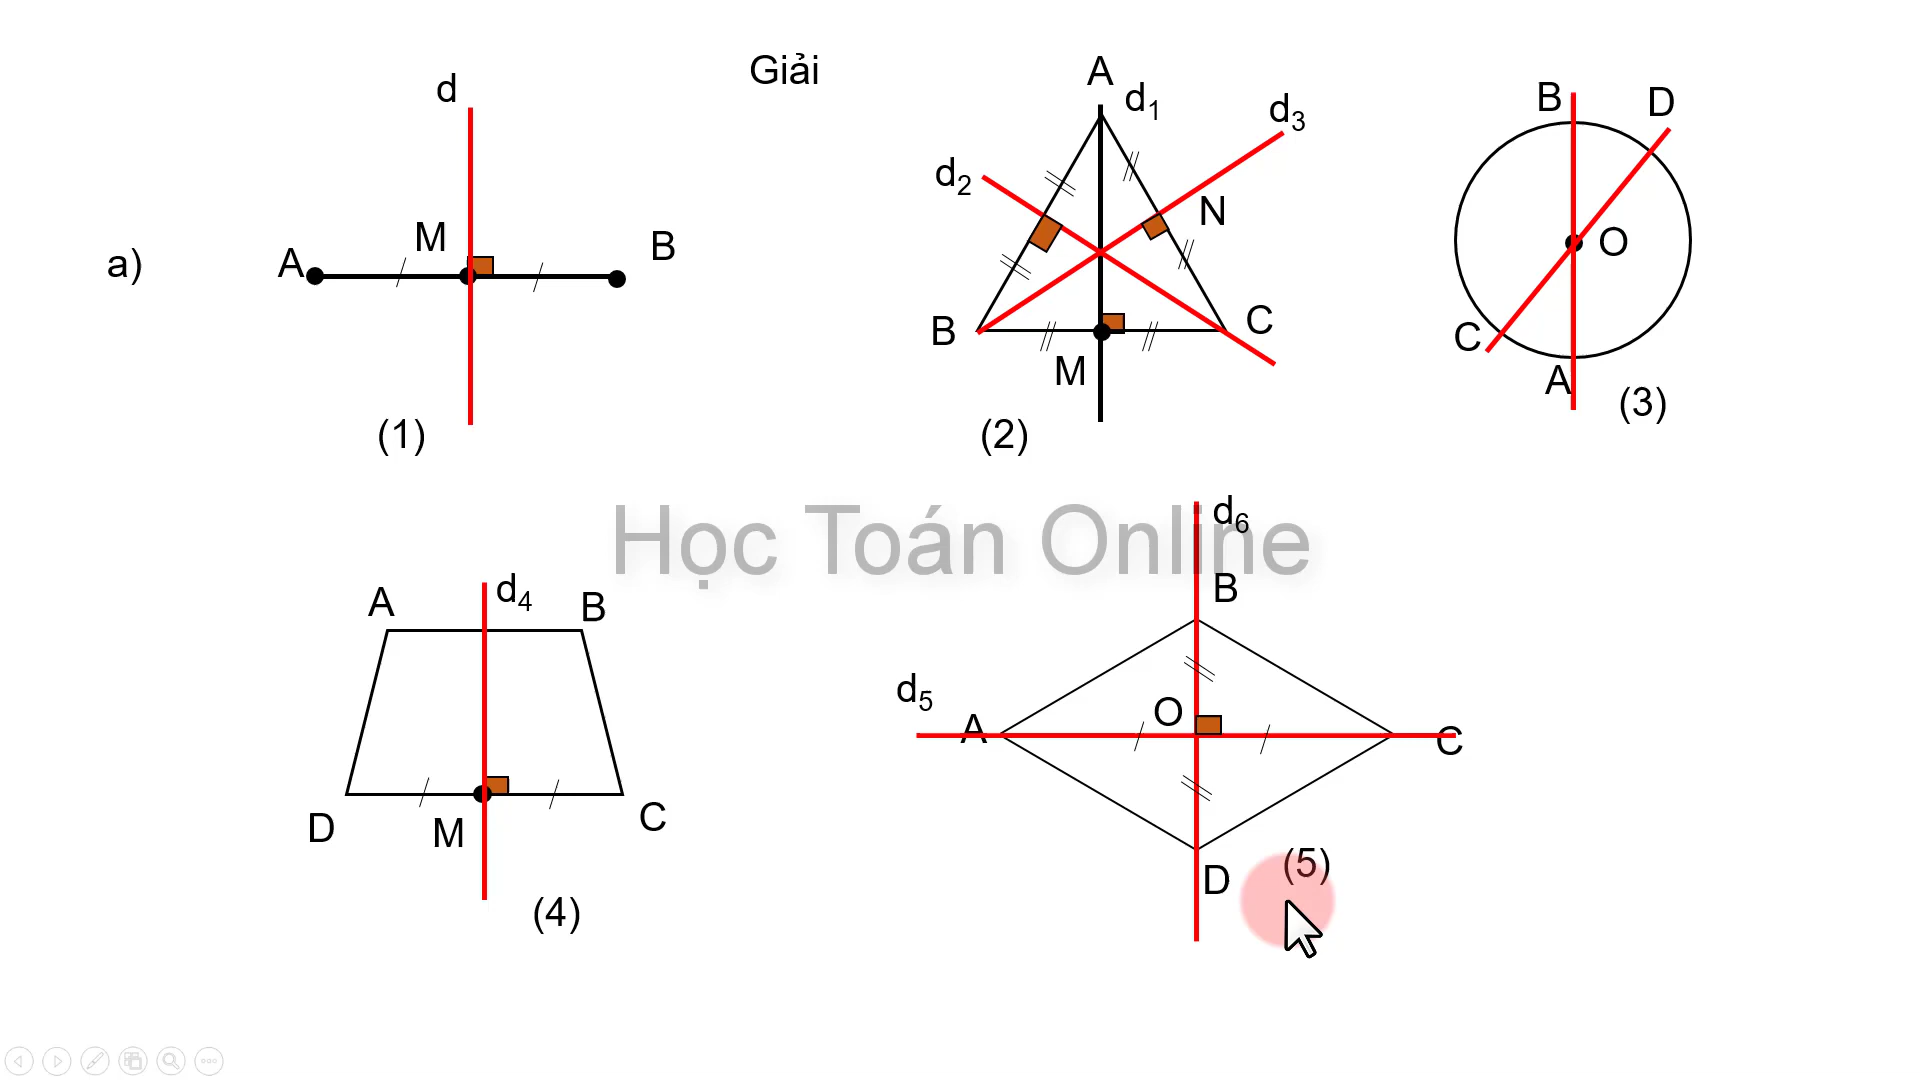 Giải
a)
d
A
M
B
(1)
A
d₁
d₂
d₃
N
B
C
M
(2)
B
D
O
C
A
(3)
Học Toán Online
A
d₄
B
D
M
C
(4)
d₆
B
d₅
A
O
C
D
(5)